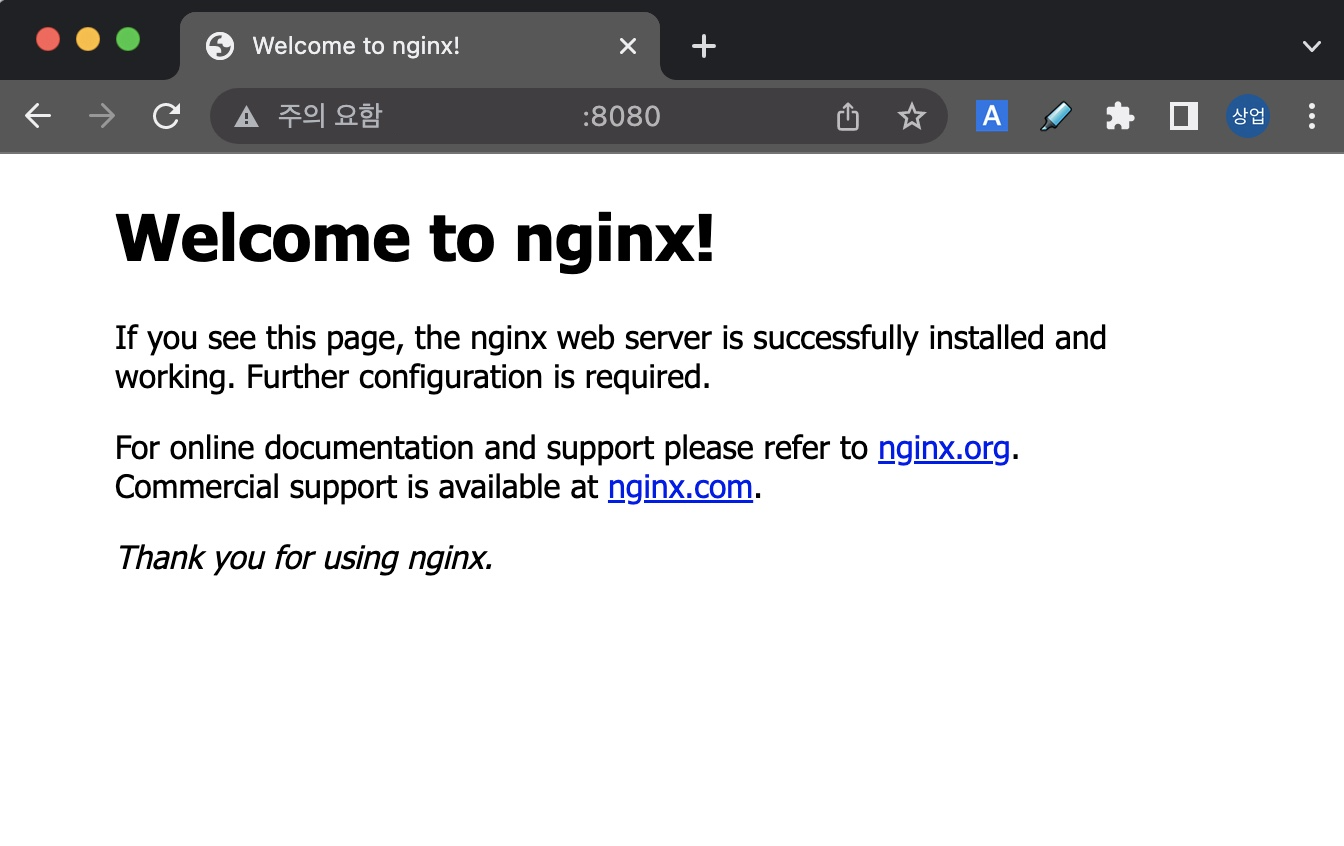 Welcome to nginx!
주의 요함 :8080
A
상업
Welcome to nginx!
If you see this page, the nginx web server is successfully installed and
working. Further configuration is required.
For online documentation and support please refer to nginx.org.
Commercial support is available at nginx.com.
Thank you for using nginx.